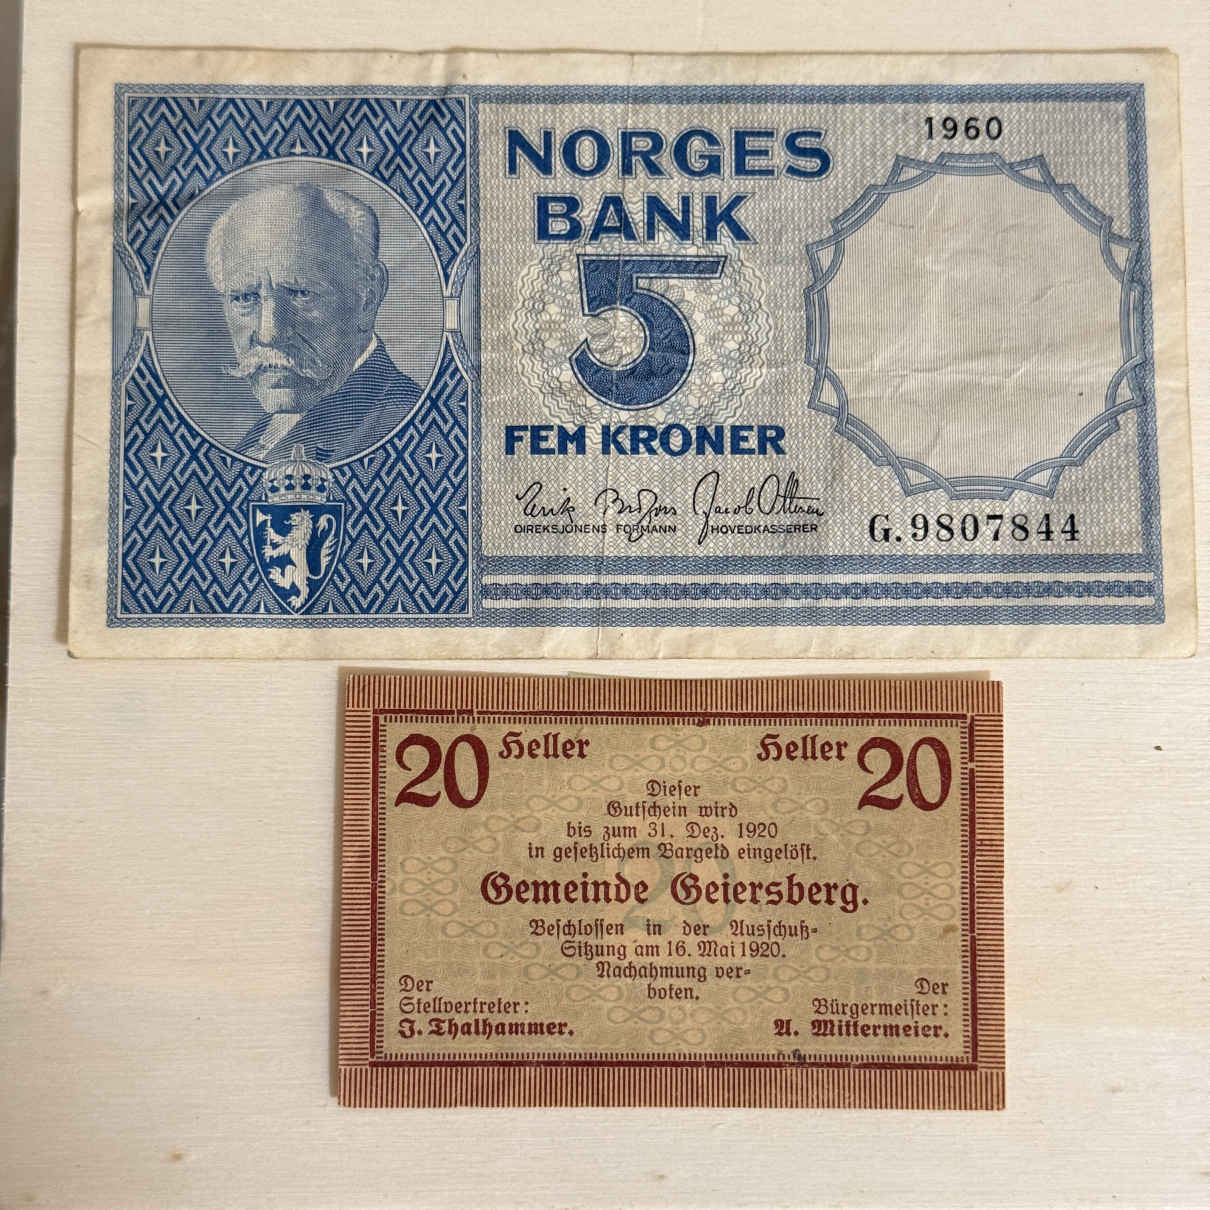 1960
NORGES
BANK
5
FEM KRONER
DIREKSJONENS FORMANN HOVEDKASSERER
G.9807844
20 Heller Heller 20
Dieser
Gutschein wird
bis zum 31. Dez. 1920
in gesetzlichem Bargeld eingelöst.
20
Gemeinde Geiersberg.
Beschlossen in der Ausschuß=
Sitzung am 16. Mai 1920.
Nachahmung ver=
boten.
Der
Stellvertreter:
J. Thalhammer.
Der
Bürgermeister:
A. Mittermeier.